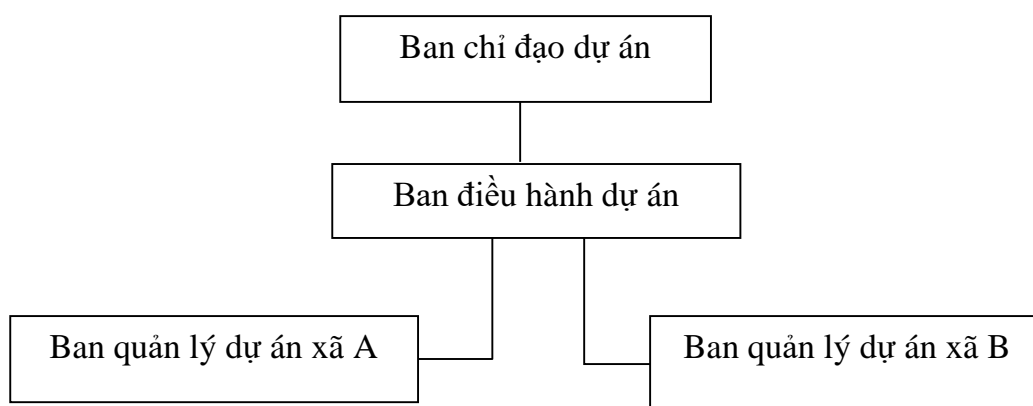 Ban chỉ đạo dự án
Ban điều hành dự án
Ban quản lý dự án xã A
Ban quản lý dự án xã B